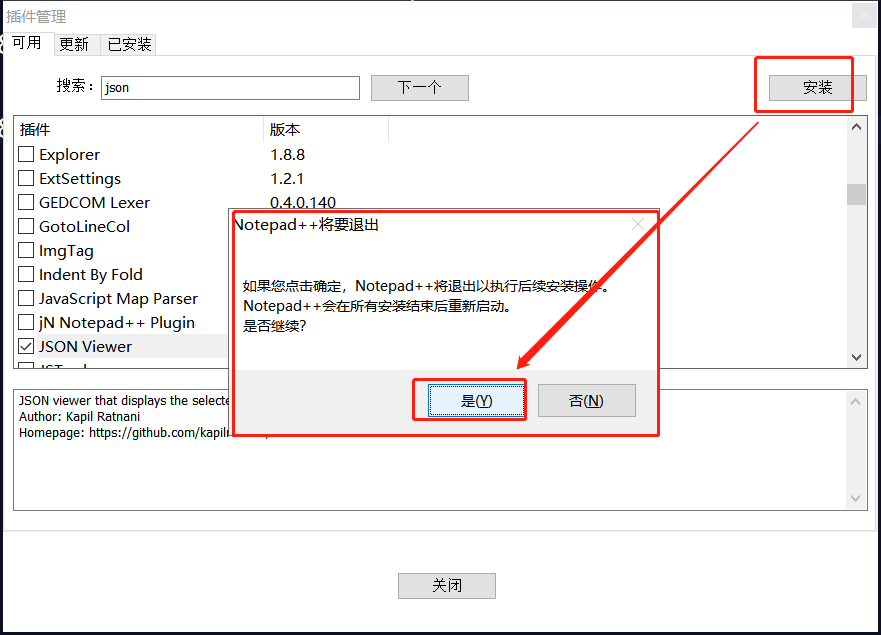 插件管理
可用 更新 已安装
搜索： json 下一个 安装
插件 版本
Explorer 1.8.8
ExtSettings 1.2.1
GEDCOM Lexer 0.4.0.140
GotoLineCol
ImgTag
Indent By Fold
JavaScript Map Parser
jN Notepad++ Plugin
JSON Viewer
Notepad++将要退出
如果您点击确定，Notepad++将退出以执行后续安装操作。
Notepad++会在所有安装结束后重新启动。
是否继续？
是(Y) 否(N)
JSON viewer that displays the selecte
Author: Kapil Ratnani
Homepage: https://github.com/kapil
关闭